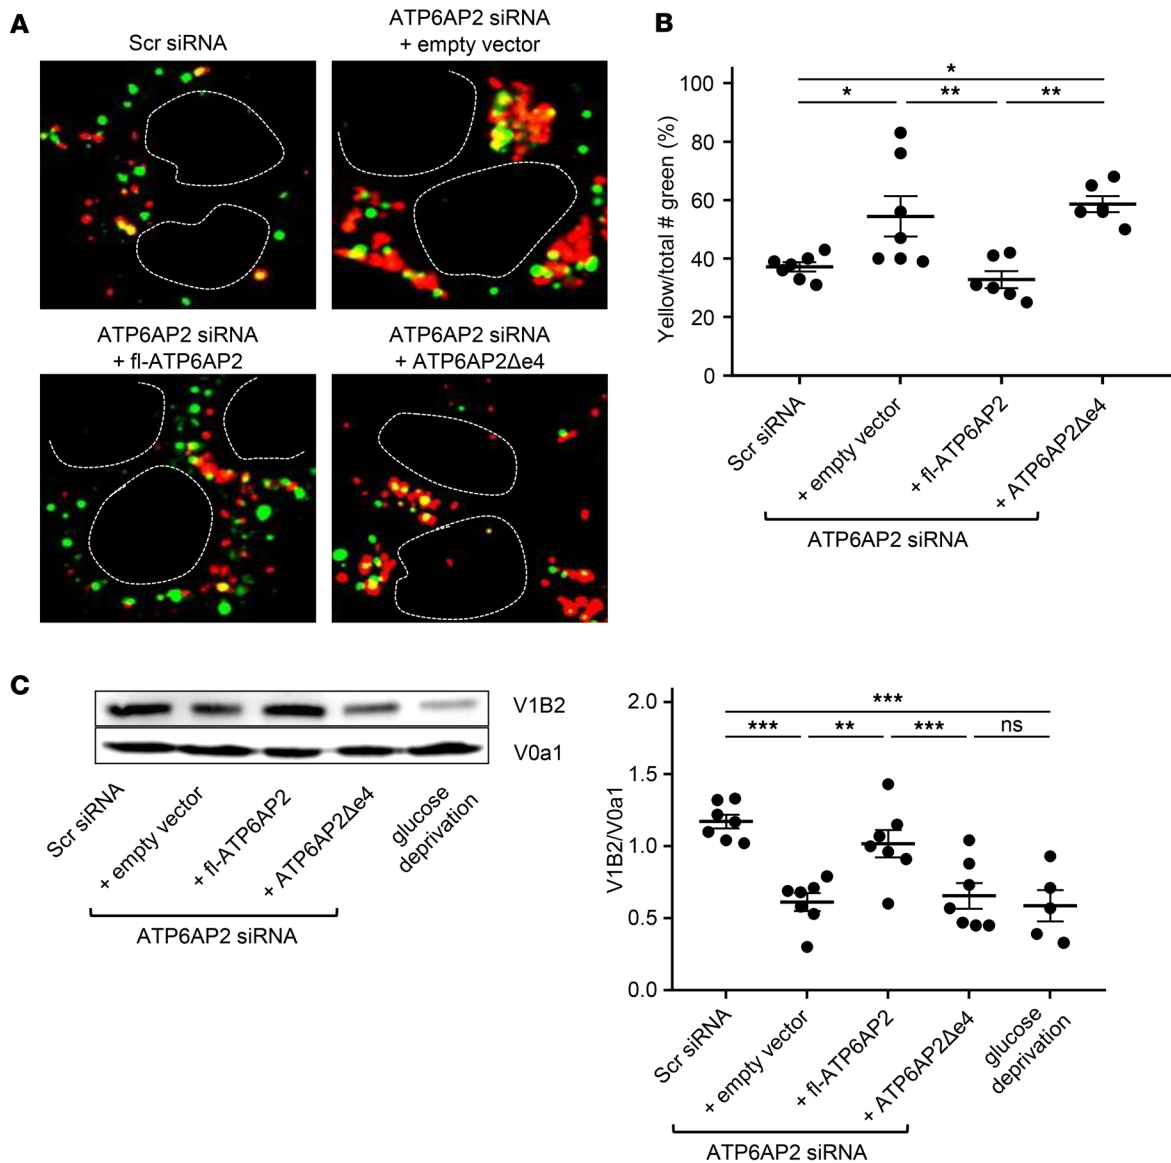 A
Scr siRNA
ATP6AP2 siRNA
+ empty vector
ATP6AP2 siRNA
+ fl-ATP6AP2
ATP6AP2 siRNA
+ ATP6AP2Δe4
B
Yellow/total # green (%)
100
80
60
40
20
0
*
* ** **
Scr siRNA
+ empty vector
+ fl-ATP6AP2
+ ATP6AP2Δe4
ATP6AP2 siRNA
C
V1B2
V0a1
Scr siRNA
+ empty vector
+ fl-ATP6AP2
+ ATP6AP2Δe4
glucose
deprivation
ATP6AP2 siRNA
V1B2/V0a1
2.0
1.5
1.0
0.5
0.0
***
*** ** *** ns
Scr siRNA
+ empty vector
+ fl-ATP6AP2
+ ATP6AP2Δe4
glucose
deprivation
ATP6AP2 siRNA